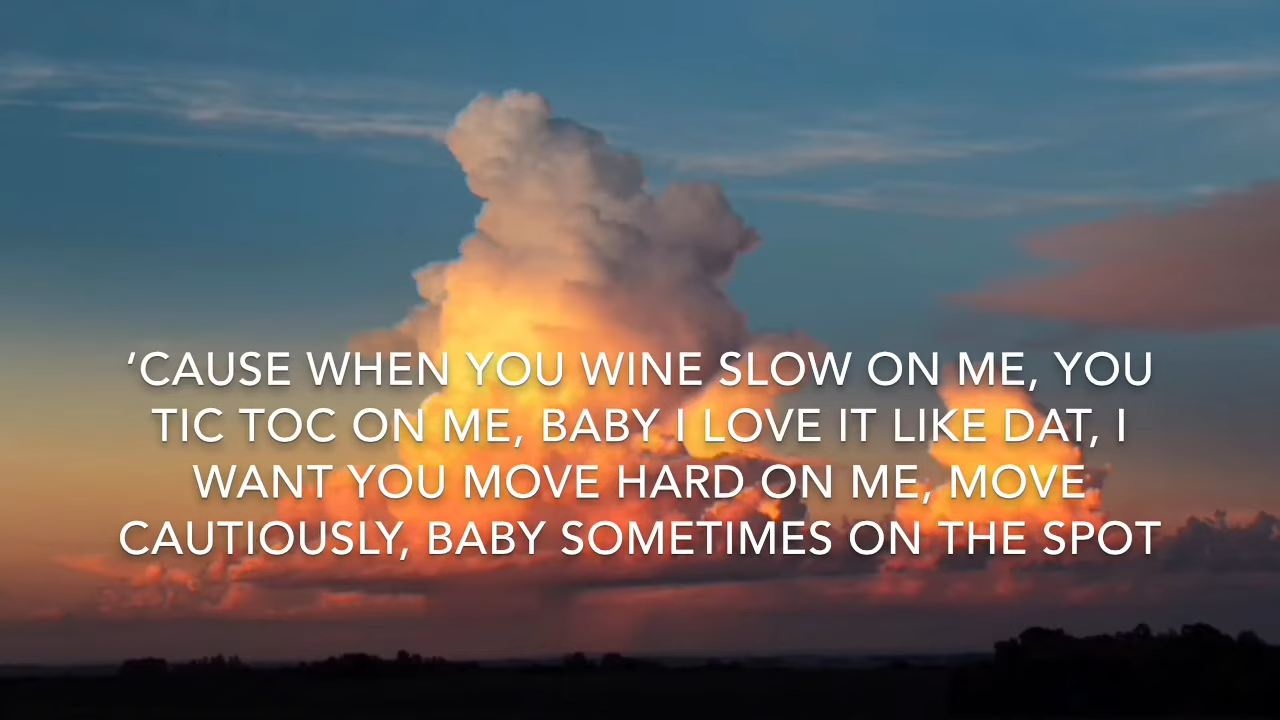 ‘CAUSE WHEN YOU WINE SLOW ON ME, YOU
TIC TOC ON ME, BABY I LOVE IT LIKE DAT, I
WANT YOU MOVE HARD ON ME, MOVE
CAUTIOUSLY, BABY SOMETIMES ON THE SPOT